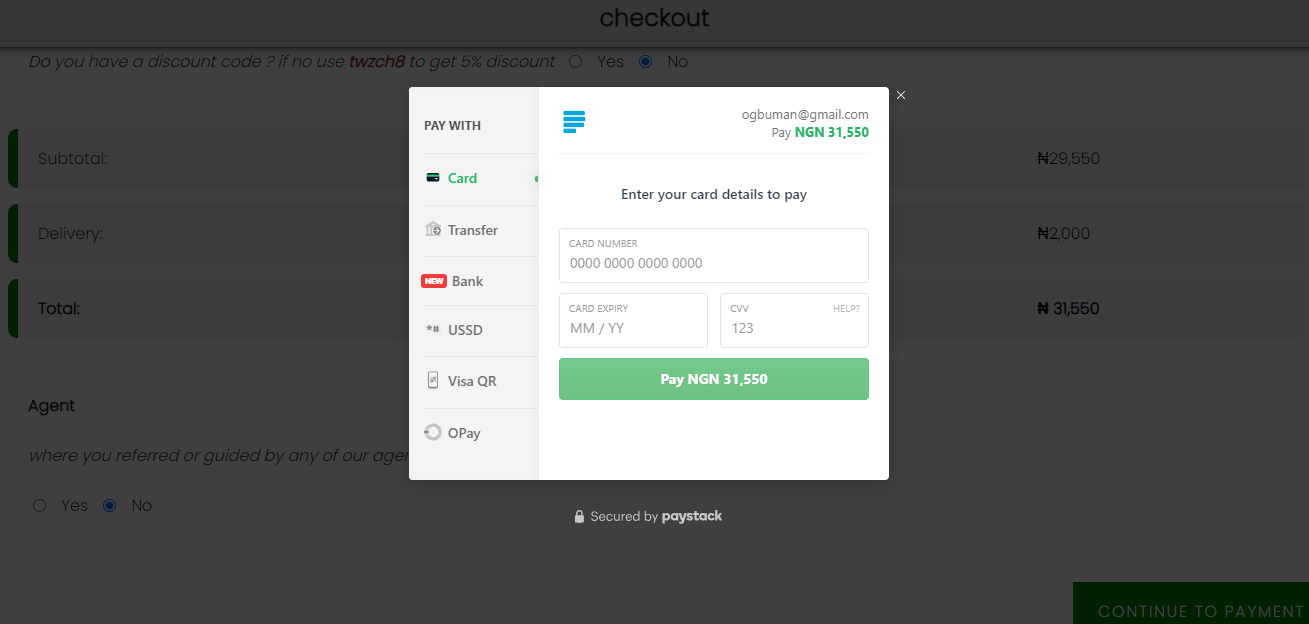 checkout
Do you have a discount code ? if no use twzch8 to get 5% discount Yes No
Subtotal: ₦29,550
Delivery: ₦2,000
Total: ₦ 31,550
Agent
where you referred or guided by any of our agen
Yes No
CONTINUE TO PAYMENT
PAY WITH
Card
Transfer
NEW Bank
*# USSD
Visa QR
OPay
×
ogbuman@gmail.com
Pay NGN 31,550
Enter your card details to pay
CARD NUMBER
0000 0000 0000 0000
CARD EXPIRY
MM / YY
CVV HELP?
123
Pay NGN 31,550
Secured by paystack